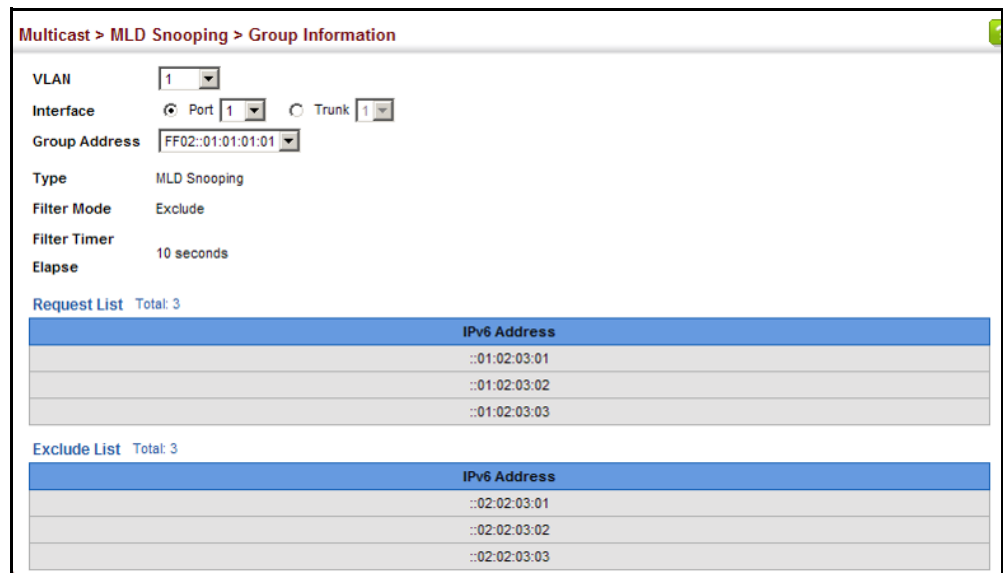 Multicast > MLD Snooping > Group Information
VLAN 1
Interface Port 1 Trunk 1
Group Address FF02::01:01:01:01
Type MLD Snooping
Filter Mode Exclude
Filter Timer
Elapse 10 seconds
Request List Total: 3
IPv6 Address
::01:02:03:01
::01:02:03:02
::01:02:03:03
Exclude List Total: 3
IPv6 Address
::02:02:03:01
::02:02:03:02
::02:02:03:03